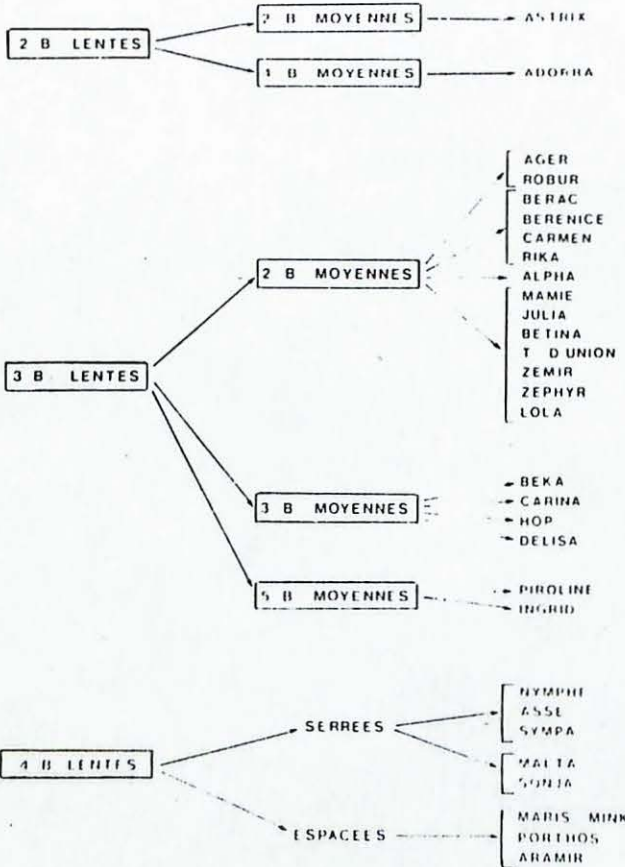 2 B LENTES
2 B MOYENNES
ASTRIX
1 B MOYENNES
ADORRA
3 B LENTES
2 B MOYENNES
AGER
ROBUR
BERAC
BERENICE
CARMEN
RIKA
ALPHA
MAMIE
JULIA
BETINA
T D UNION
ZEMIR
ZEPHYR
LOLA
3 B MOYENNES
BEKA
CARINA
HOP
DELISA
5 B MOYENNES
PIROLINE
INGRID
4 B LENTES
SERREES
NYMPHE
ASSE
SYMPA
MALTA
SONJA
ESPACEES
MARIS MINK
PORTHOS
ARAMIR